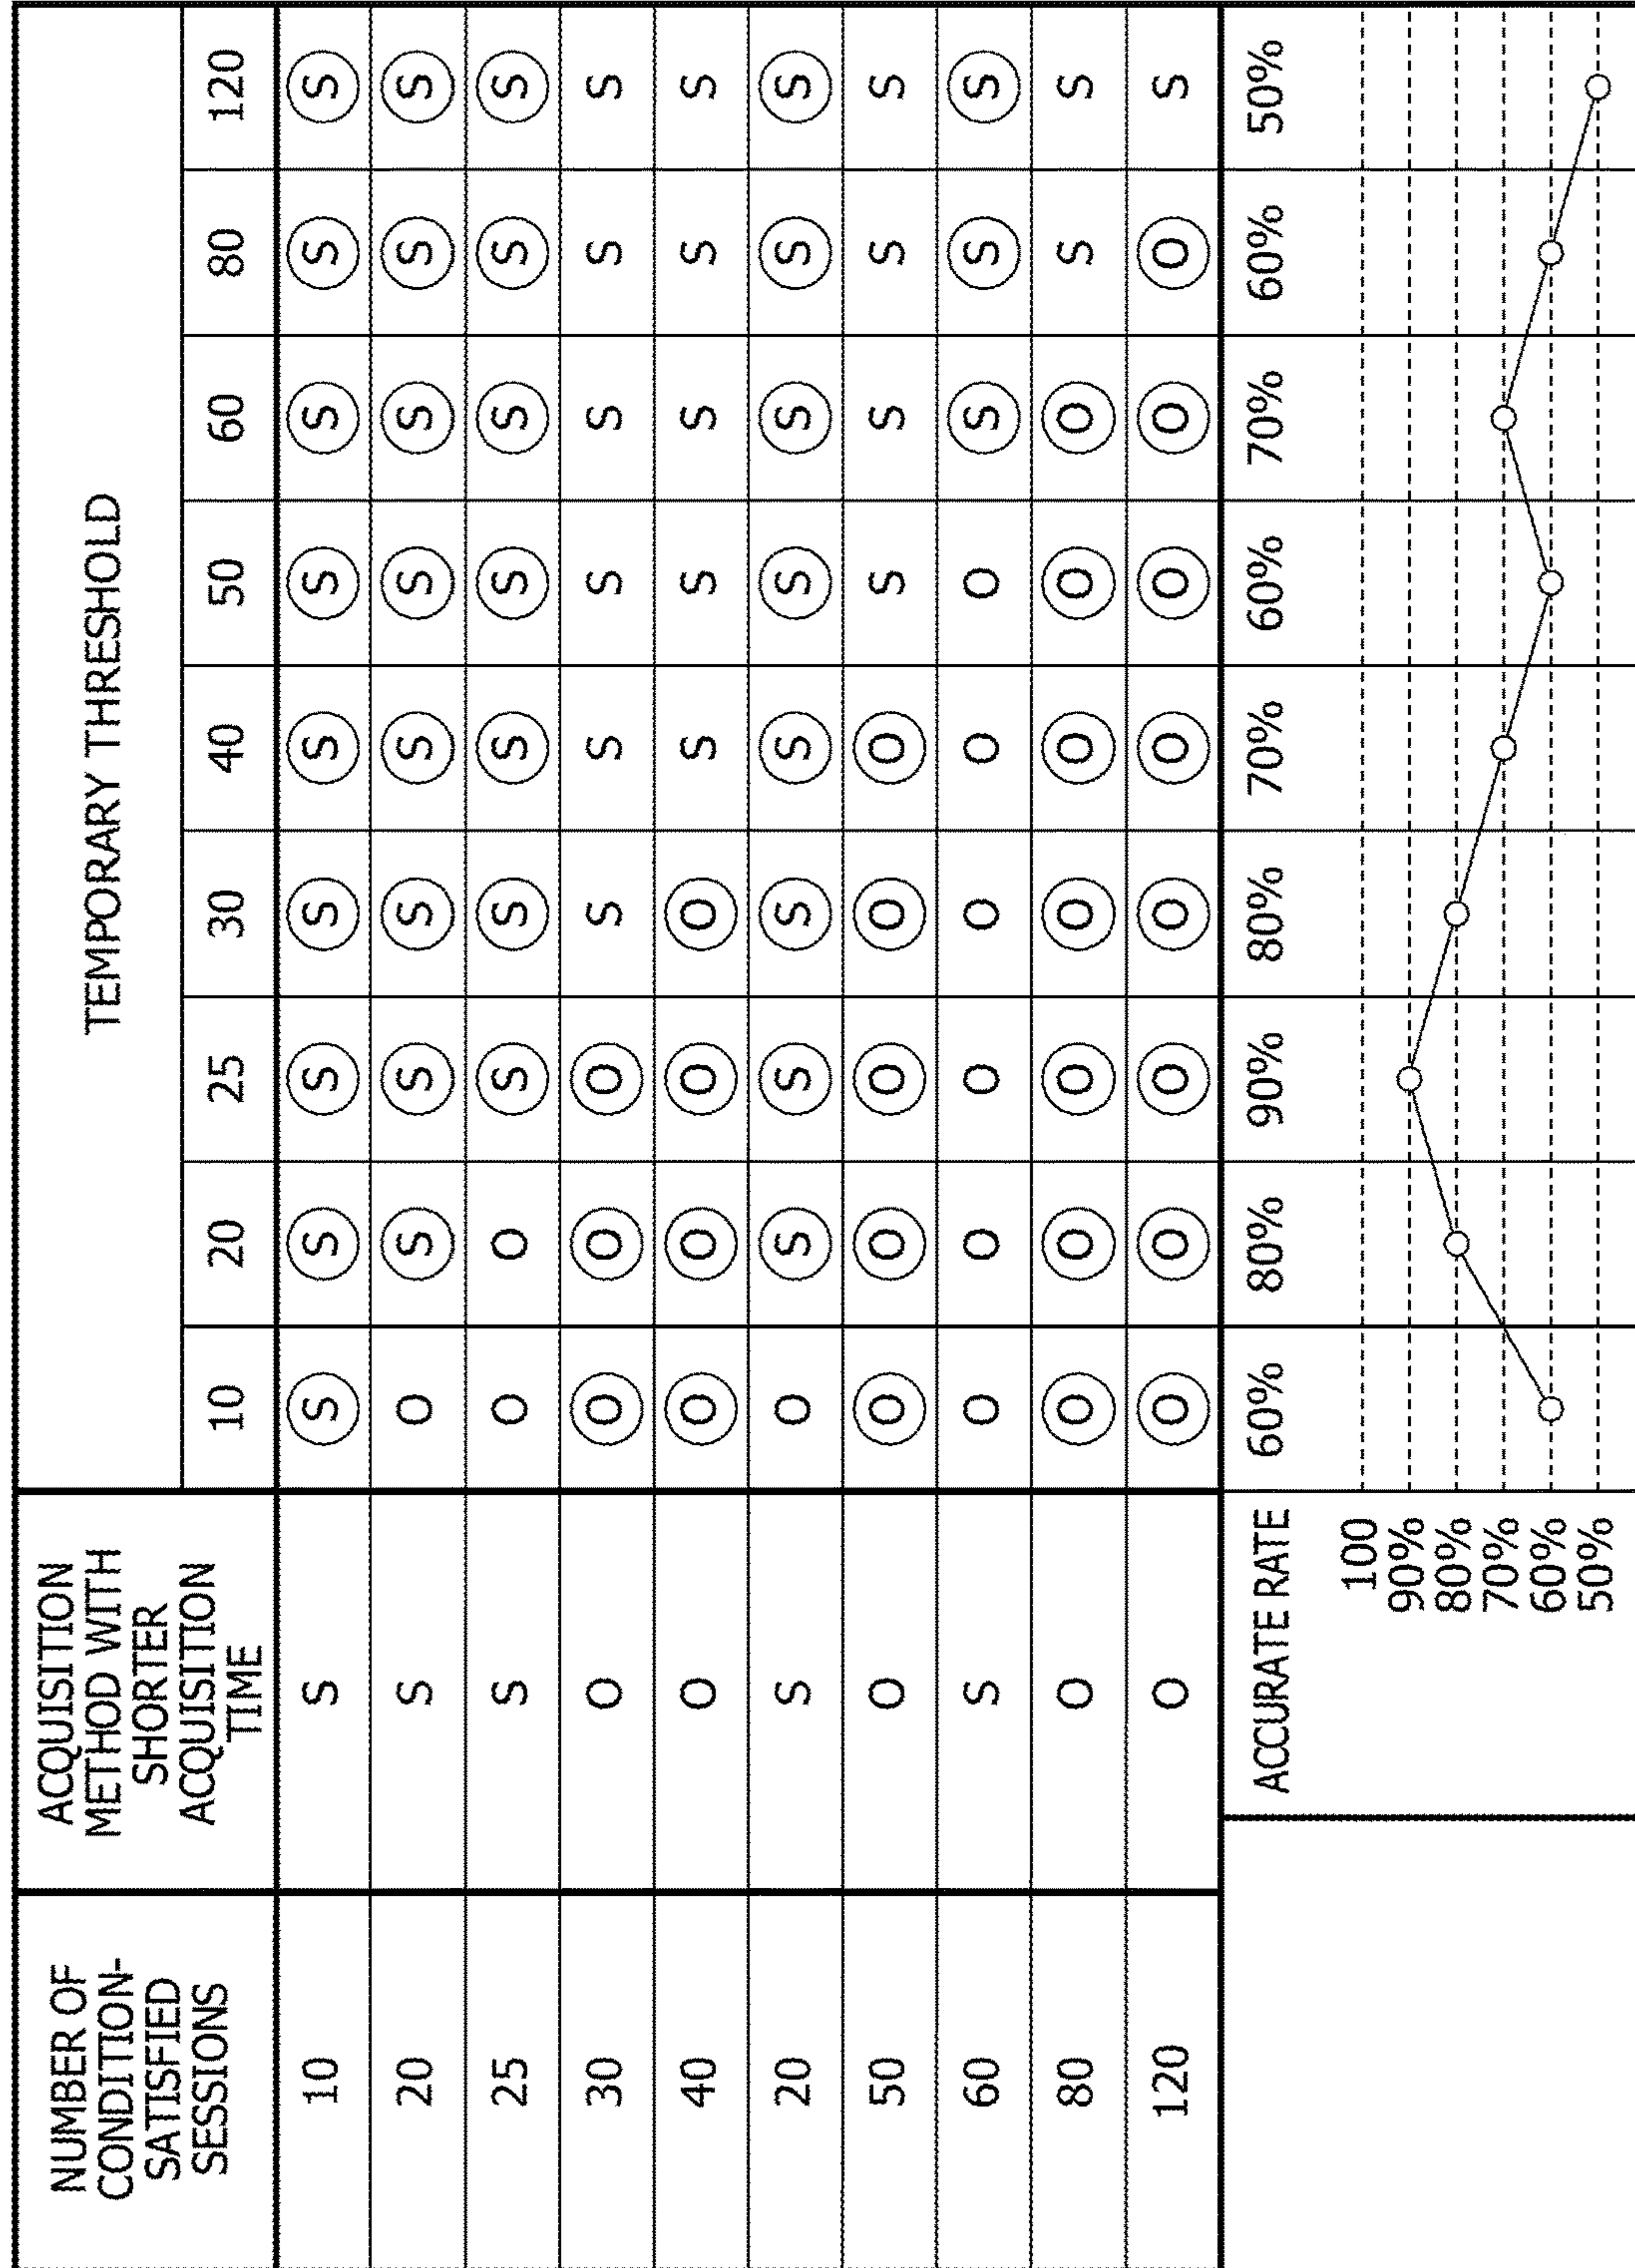 NUMBER OF
CONDITION-
SATISFIED
SESSIONS
ACQUISITION
METHOD WITH
SHORTER
ACQUISITION
TIME
TEMPORARY THRESHOLD
10 20 25 30 40 50 60 80 120
10 S S S S S S S S S S
20 S O S S S S S S S S
25 S O O S S S S S S S
30 O O O O S S S S S S
40 O O O O O S S S S S
20 S O S S S S S S S S
50 O O O O O O S S S S
60 S O O O O O O S S S
80 O O O O O O O O S S
120 O O O O O O O O O S
ACCURATE RATE 60% 80% 90% 80% 70% 60% 70% 60% 50%
100
90%
80%
70%
60%
50%